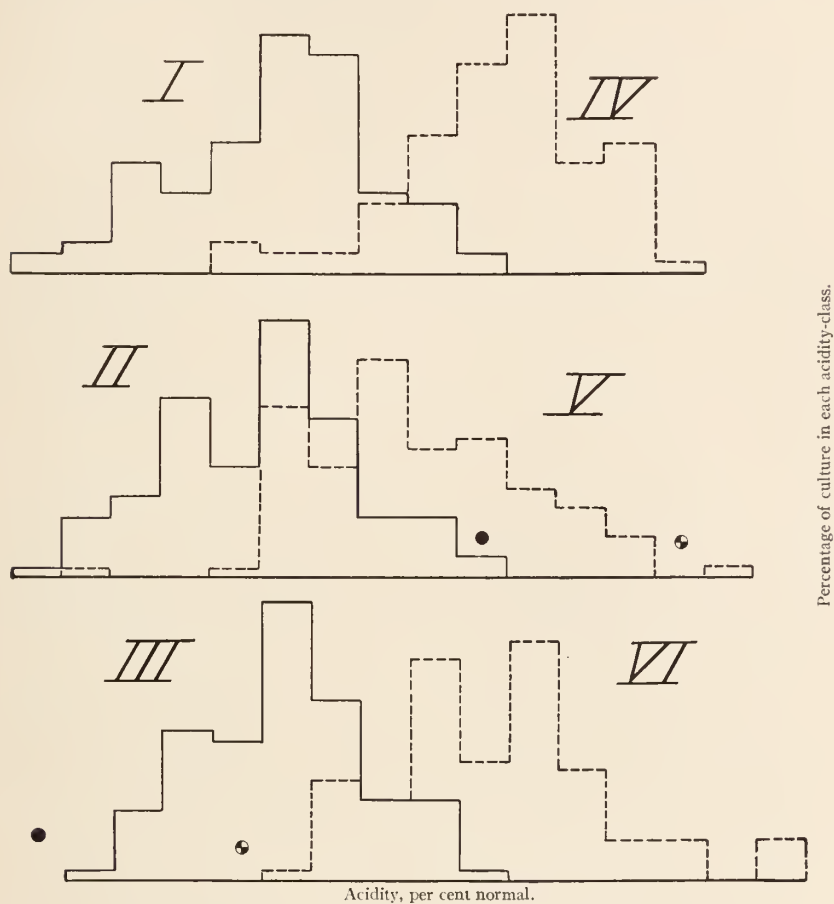 I
IV
II
V
Percentage of culture in each acidity-class.
III
VI
Acidity, per cent normal.